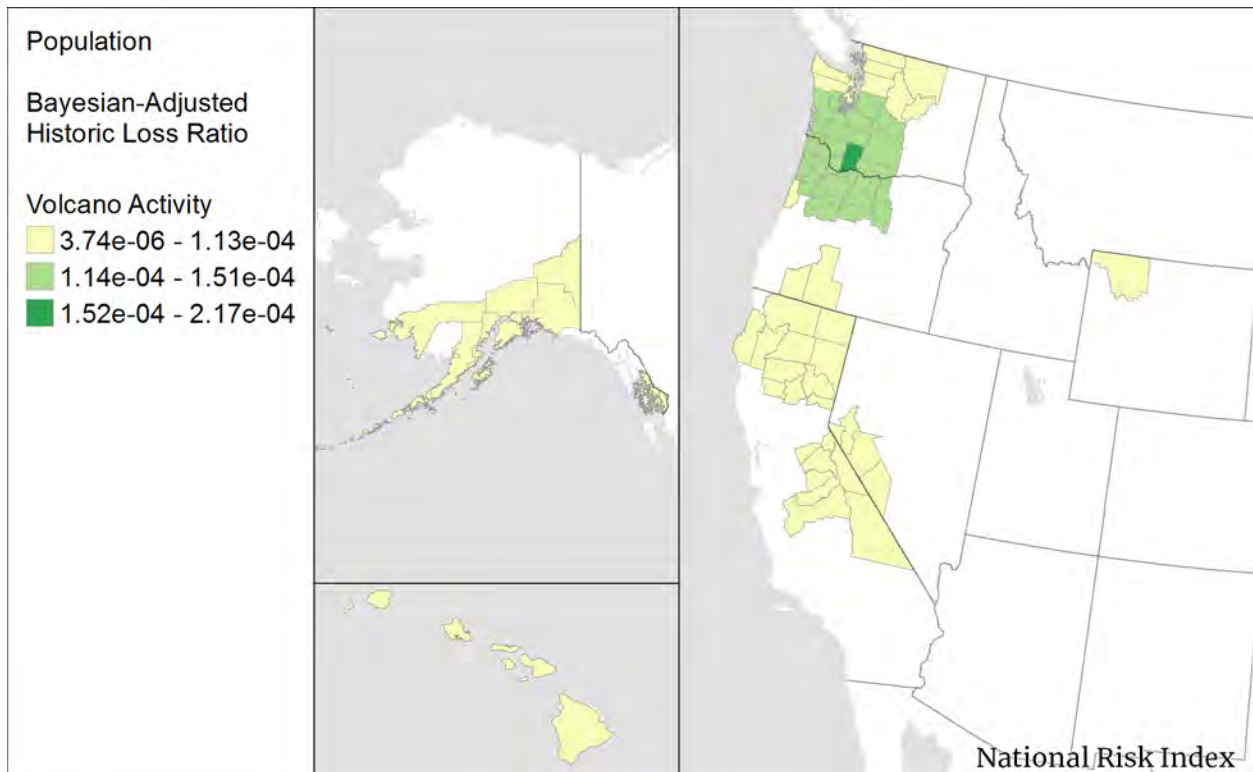 Population
Bayesian-Adjusted
Historic Loss Ratio
Volcano Activity
3.74e-06 - 1.13e-04
1.14e-04 - 1.51e-04
1.52e-04 - 2.17e-04
National Risk Index